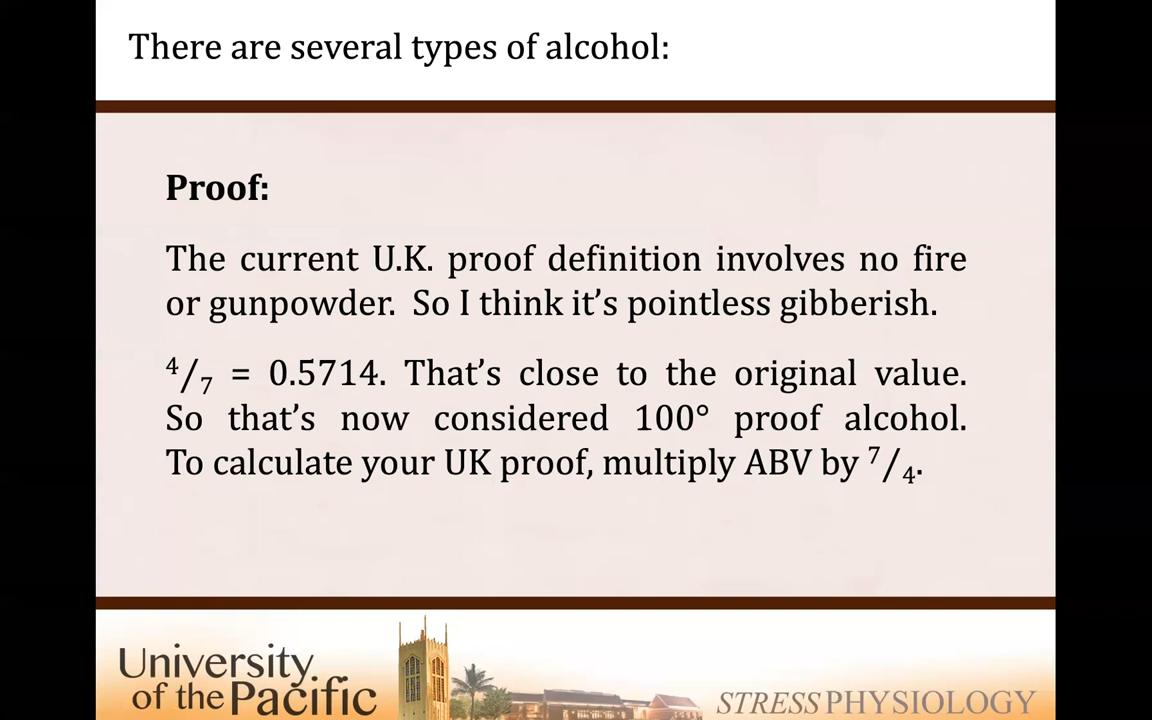 There are several types of alcohol:
Proof:
The current U.K. proof definition involves no fire
or gunpowder. So I think it's pointless gibberish.
4/7 = 0.5714. That's close to the original value.
So that's now considered 100° proof alcohol.
To calculate your UK proof, multiply ABV by 7/4.
University
of the Pacific
STRESS PHYSIOLOGY